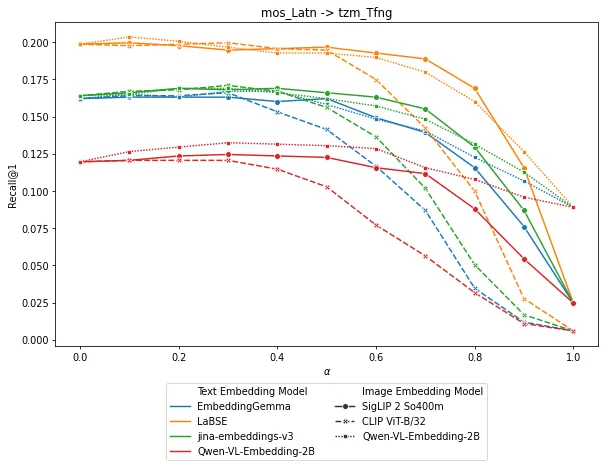 mos_Latn -> tzm_Tfng
Recall@1
0.200
0.175
0.150
0.125
0.100
0.075
0.050
0.025
0.000
0.0 0.2 0.4 0.6 0.8 1.0
α
Text Embedding Model
EmbeddingGemma
LaBSE
jina-embeddings-v3
Qwen-VL-Embedding-2B
Image Embedding Model
SigLIP 2 So400m
CLIP ViT-B/32
Qwen-VL-Embedding-2B